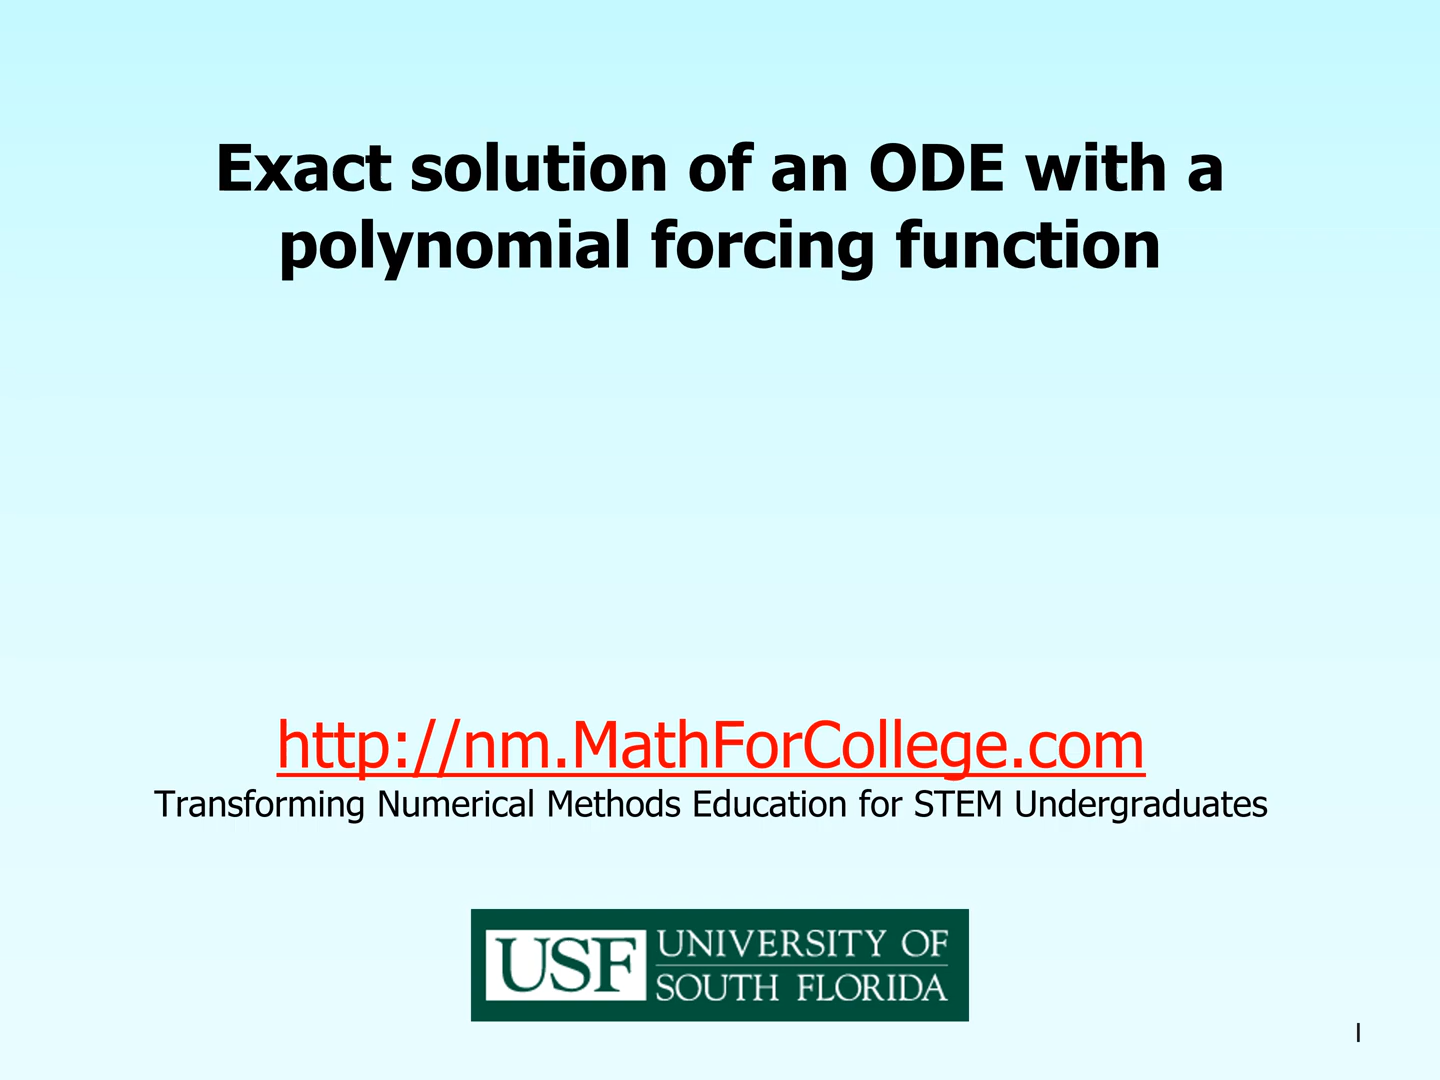 Exact solution of an ODE with a
polynomial forcing function
http://nm.MathForCollege.com
Transforming Numerical Methods Education for STEM Undergraduates
USF UNIVERSITY OF
SOUTH FLORIDA
l